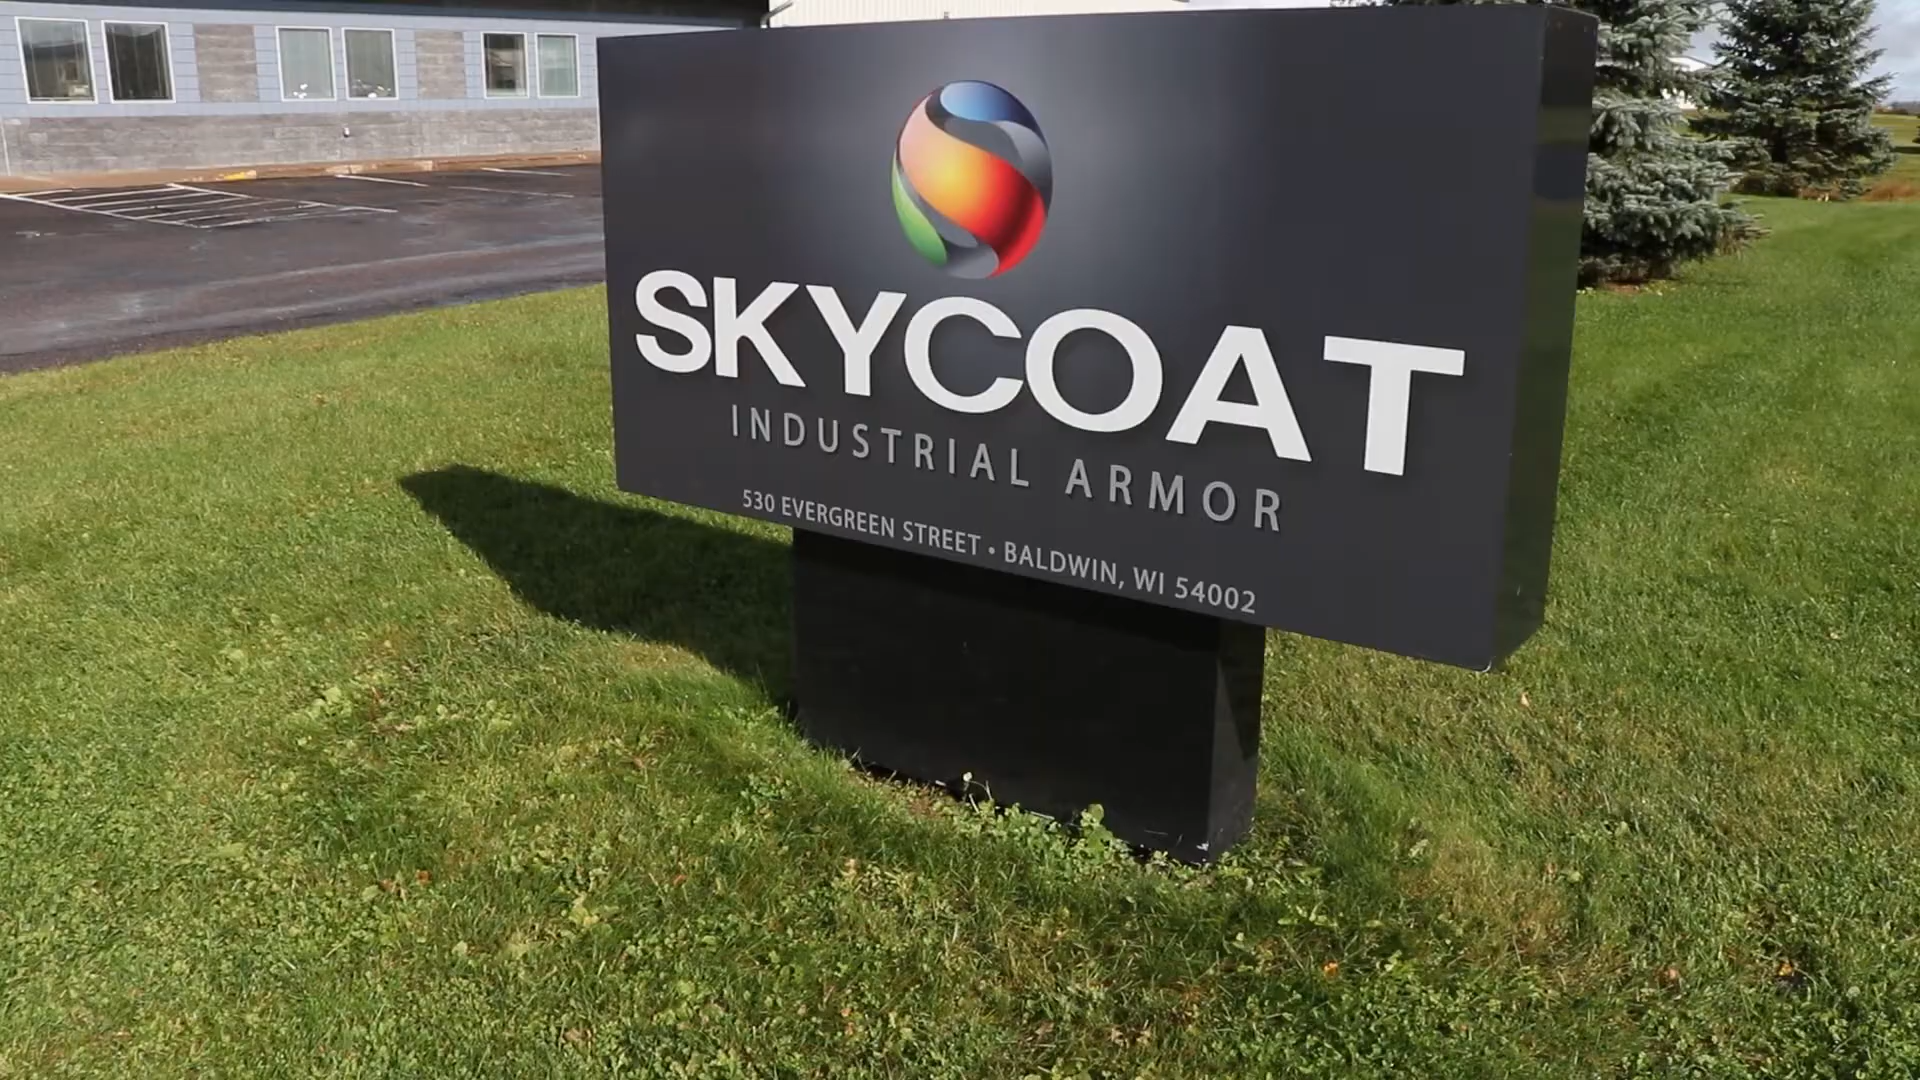 SKYCOAT
INDUSTRIAL ARMOR
530 EVERGREEN STREET • BALDWIN, WI 54002